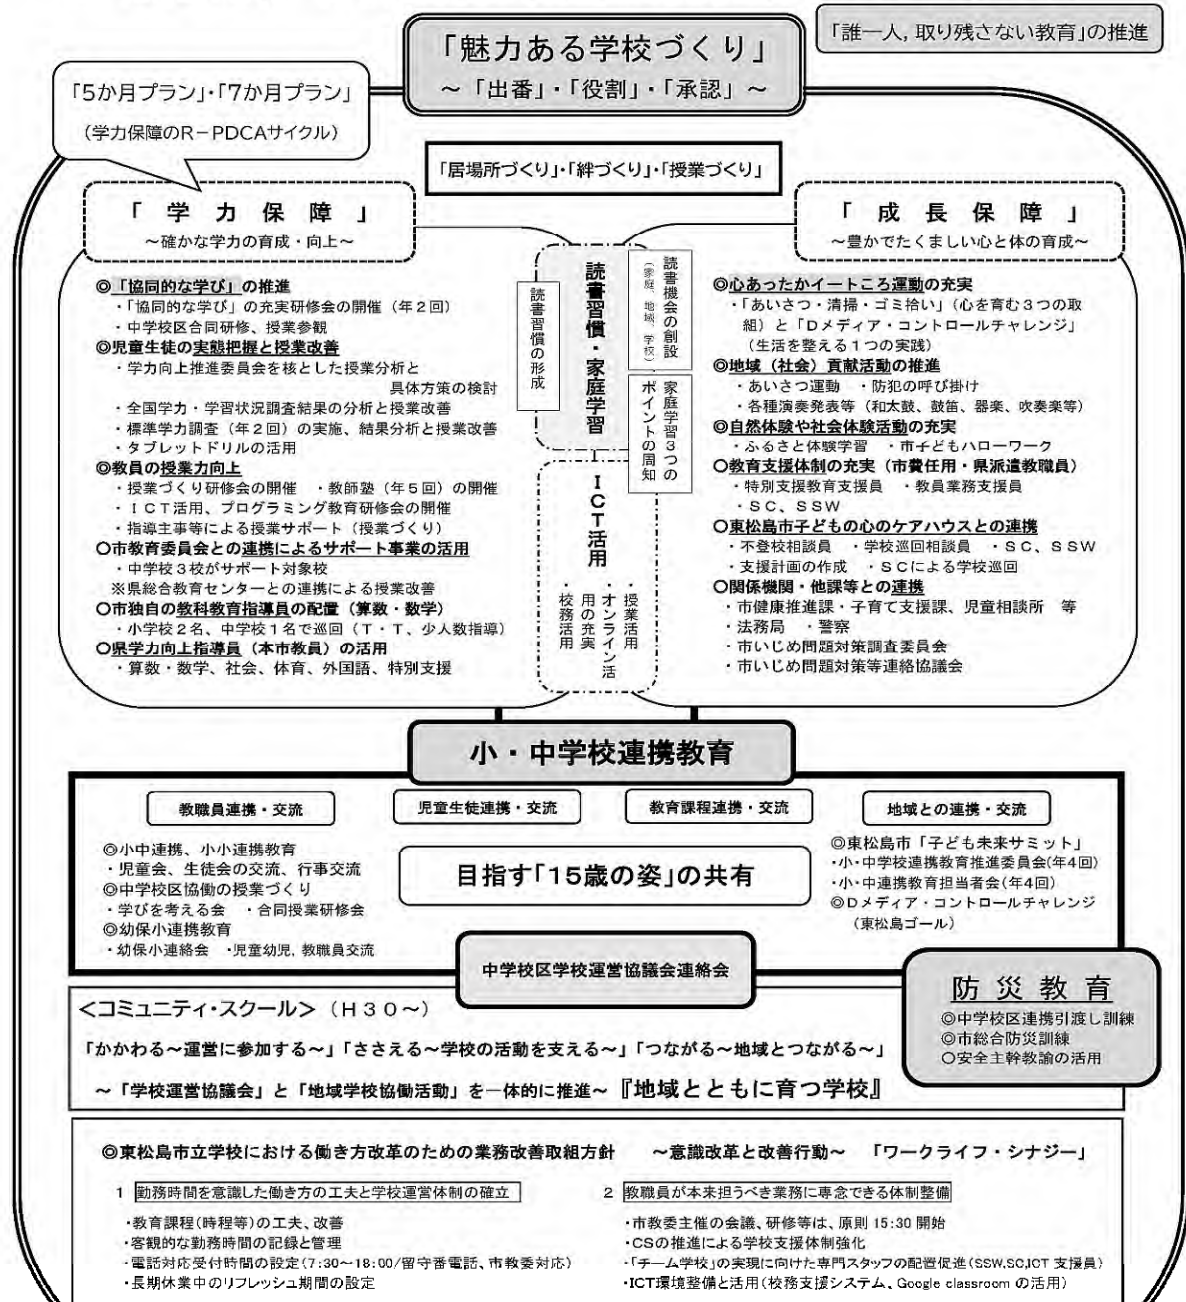 「誰一人,取り残さない教育」の推進
「魅力ある学校づくり」
～「出番」・「役割」・「承認」～
「5か月プラン」・「7か月プラン」
（学力保障のR－PDCAサイクル）
「居場所づくり」・「絆づくり」・「授業づくり」
「学力保障」
～確かな学力の育成・向上～
◎「協同的な学び」の推進
・「協同的な学び」の充実研修会の開催（年２回）
・中学校区合同研修、授業参観
◎児童生徒の実態把握と授業改善
・学力向上推進委員会を核とした授業分析と
具体方策の検討
・全国学力・学習状況調査結果の分析と授業改善
・標準学力調査（年２回）の実施、結果分析と授業改善
・タブレットドリルの活用
◎教員の授業力向上
・授業づくり研修会の開催　・教師塾（年５回）の開催
・ＩＣＴ活用、プログラミング教育研修会の開催
・指導主事等による授業サポート（授業づくり）
○市教育委員会との連携によるサポート事業の活用
・中学校３校がサポート対象校
※県総合教育センターとの連携による授業改善
○市独自の教科教育指導員の配置（算数・数学）
・小学校２名、中学校１名で巡回（Ｔ・Ｔ、少人数指導）
○県学力向上指導員（本市教員）の活用
・算数・数学、社会、体育、外国語、特別支援
読書習慣・家庭学習
読書習慣の形成
読書機会の創設
（家庭、地域、学校）
家庭学習３つの
ポイントの周知
ＩＣＴ活用
・授業活用
・オンライン活
用の充実
・校務活用
「成長保障」
～豊かでたくましい心と体の育成～
◎心あったかイートころ運動の充実
・「あいさつ・清掃・ゴミ拾い」（心を育む３つの取
組）と「Ｄメディア・コントロールチャレンジ」
（生活を整える１つの実践）
◎地域（社会）貢献活動の推進
・あいさつ運動　・防犯の呼び掛け
・各種演奏発表等（和太鼓、鼓笛、器楽、吹奏楽等）
◎自然体験や社会体験活動の充実
・ふるさと体験学習　・市子どもハローワーク
○教育支援体制の充実（市費任用・県派遣教職員）
・特別支援教育支援員　・教員業務支援員
・ＳＣ、ＳＳＷ
○東松島市子どもの心のケアハウスとの連携
・不登校相談員　・学校巡回相談員　・ＳＣ、ＳＳＷ
・支援計画の作成　・ＳＣによる学校巡回
○関係機関・他課等との連携
・市健康推進課・子育て支援課、児童相談所　等
・法務局　・警察
・市いじめ問題対策調査委員会
・市いじめ問題対策等連絡協議会
小・中学校連携教育
教職員連携・交流
児童生徒連携・交流
教育課程連携・交流
地域との連携・交流
◎小中連携、小小連携教育
・児童会、生徒会の交流、行事交流
◎中学校区協働の授業づくり
・学びを考える会　・合同授業研修会
◎幼保小連携教育
・幼保小連絡会　・児童幼児,教職員交流
目指す「15歳の姿」の共有
◎東松島市「子ども未来サミット」
・小・中学校連携教育推進委員会(年4回)
・小・中連携教育担当者会(年4回)
◎Ｄメディア・コントロールチャレンジ
（東松島ゴール）
中学校区学校運営協議会連絡会
防災教育
◎中学校区連携引渡し訓練
◎市総合防災訓練
○安全主幹教諭の活用
＜コミュニティ・スクール＞（Ｈ３０～）
「かかわる～運営に参加する～」「ささえる～学校の活動を支える～」「つながる～地域とつながる～」
～「学校運営協議会」と「地域学校協働活動」を一体的に推進～『地域とともに育つ学校』
◎東松島市立学校における働き方改革のための業務改善取組方針　～意識改革と改善行動～　「ワークライフ・シナジー」
1　勤務時間を意識した働き方の工夫と学校運営体制の確立
・教育課程(時程等)の工夫、改善
・客観的な勤務時間の記録と管理
・電話対応受付時間の設定(7:30～18:00/留守番電話、市教委対応)
・長期休業中のリフレッシュ期間の設定
2　教職員が本来担うべき業務に専念できる体制整備
・市教委主催の会議、研修等は、原則 15:30 開始
・CSの推進による学校支援体制強化
・「チーム学校」の実現に向けた専門スタッフの配置促進(SSW,SC,ICT 支援員)
・ICT環境整備と活用(校務支援システム、Google classroom の活用)